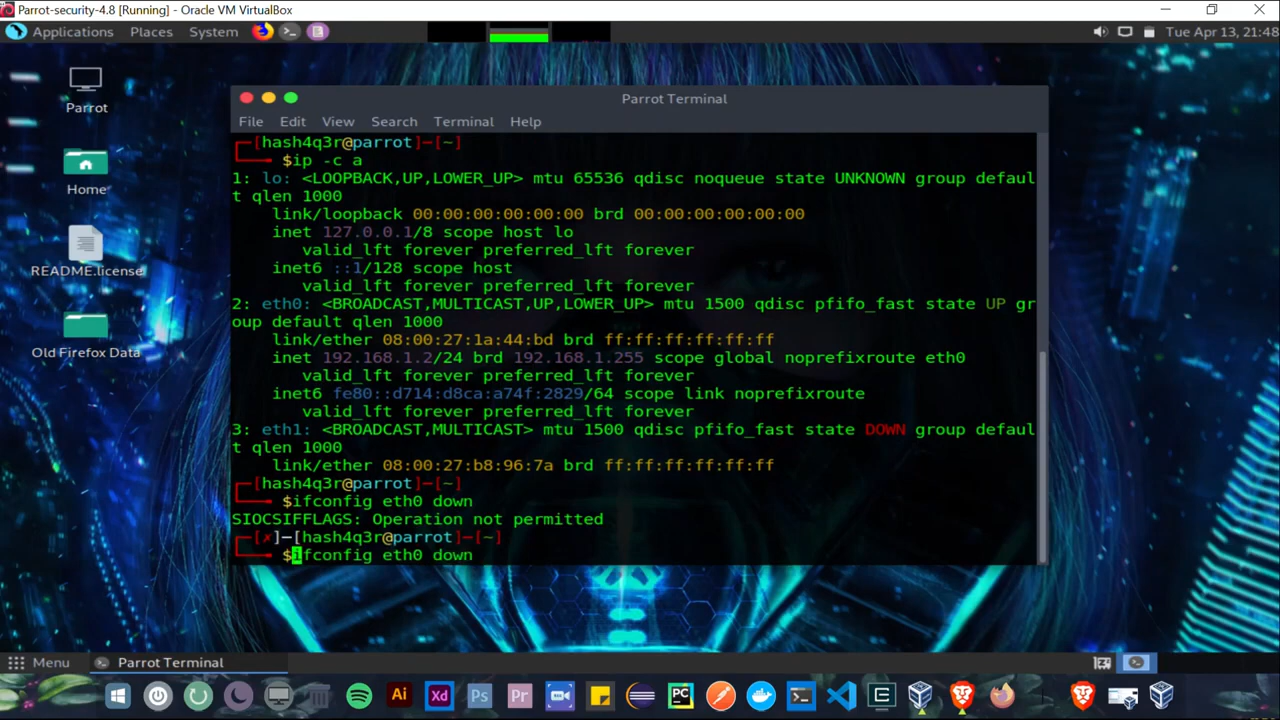 Parrot-security-4.8 [Running] - Oracle VM VirtualBox
Applications Places System
Tue Apr 13, 21:48
Parrot
Home
README.license
Old Firefox Data
Parrot Terminal
File Edit View Search Terminal Help
┌─[hash4q3r@parrot]─[~]
└──╼ $ip -c a
1: lo: <LOOPBACK,UP,LOWER_UP> mtu 65536 qdisc noqueue state UNKNOWN group defaul
t qlen 1000
link/loopback 00:00:00:00:00:00 brd 00:00:00:00:00:00
inet 127.0.0.1/8 scope host lo
valid_lft forever preferred_lft forever
inet6 ::1/128 scope host
valid_lft forever preferred_lft forever
2: eth0: <BROADCAST,MULTICAST,UP,LOWER_UP> mtu 1500 qdisc pfifo_fast state UP gr
oup default qlen 1000
link/ether 08:00:27:1a:44:bd brd ff:ff:ff:ff:ff:ff
inet 192.168.1.2/24 brd 192.168.1.255 scope global noprefixroute eth0
valid_lft forever preferred_lft forever
inet6 fe80::d714:d8ca:a74f:2829/64 scope link noprefixroute
valid_lft forever preferred_lft forever
3: eth1: <BROADCAST,MULTICAST> mtu 1500 qdisc pfifo_fast state DOWN group defaul
t qlen 1000
link/ether 08:00:27:b8:96:7a brd ff:ff:ff:ff:ff:ff
┌─[hash4q3r@parrot]─[~]
└──╼ $ifconfig eth0 down
SIOCSIFFLAGS: Operation not permitted
┌─[✗]─[hash4q3r@parrot]─[~]
└──╼ $ifconfig eth0 down
Menu Parrot Terminal
Ai Xd Ps Pr PC